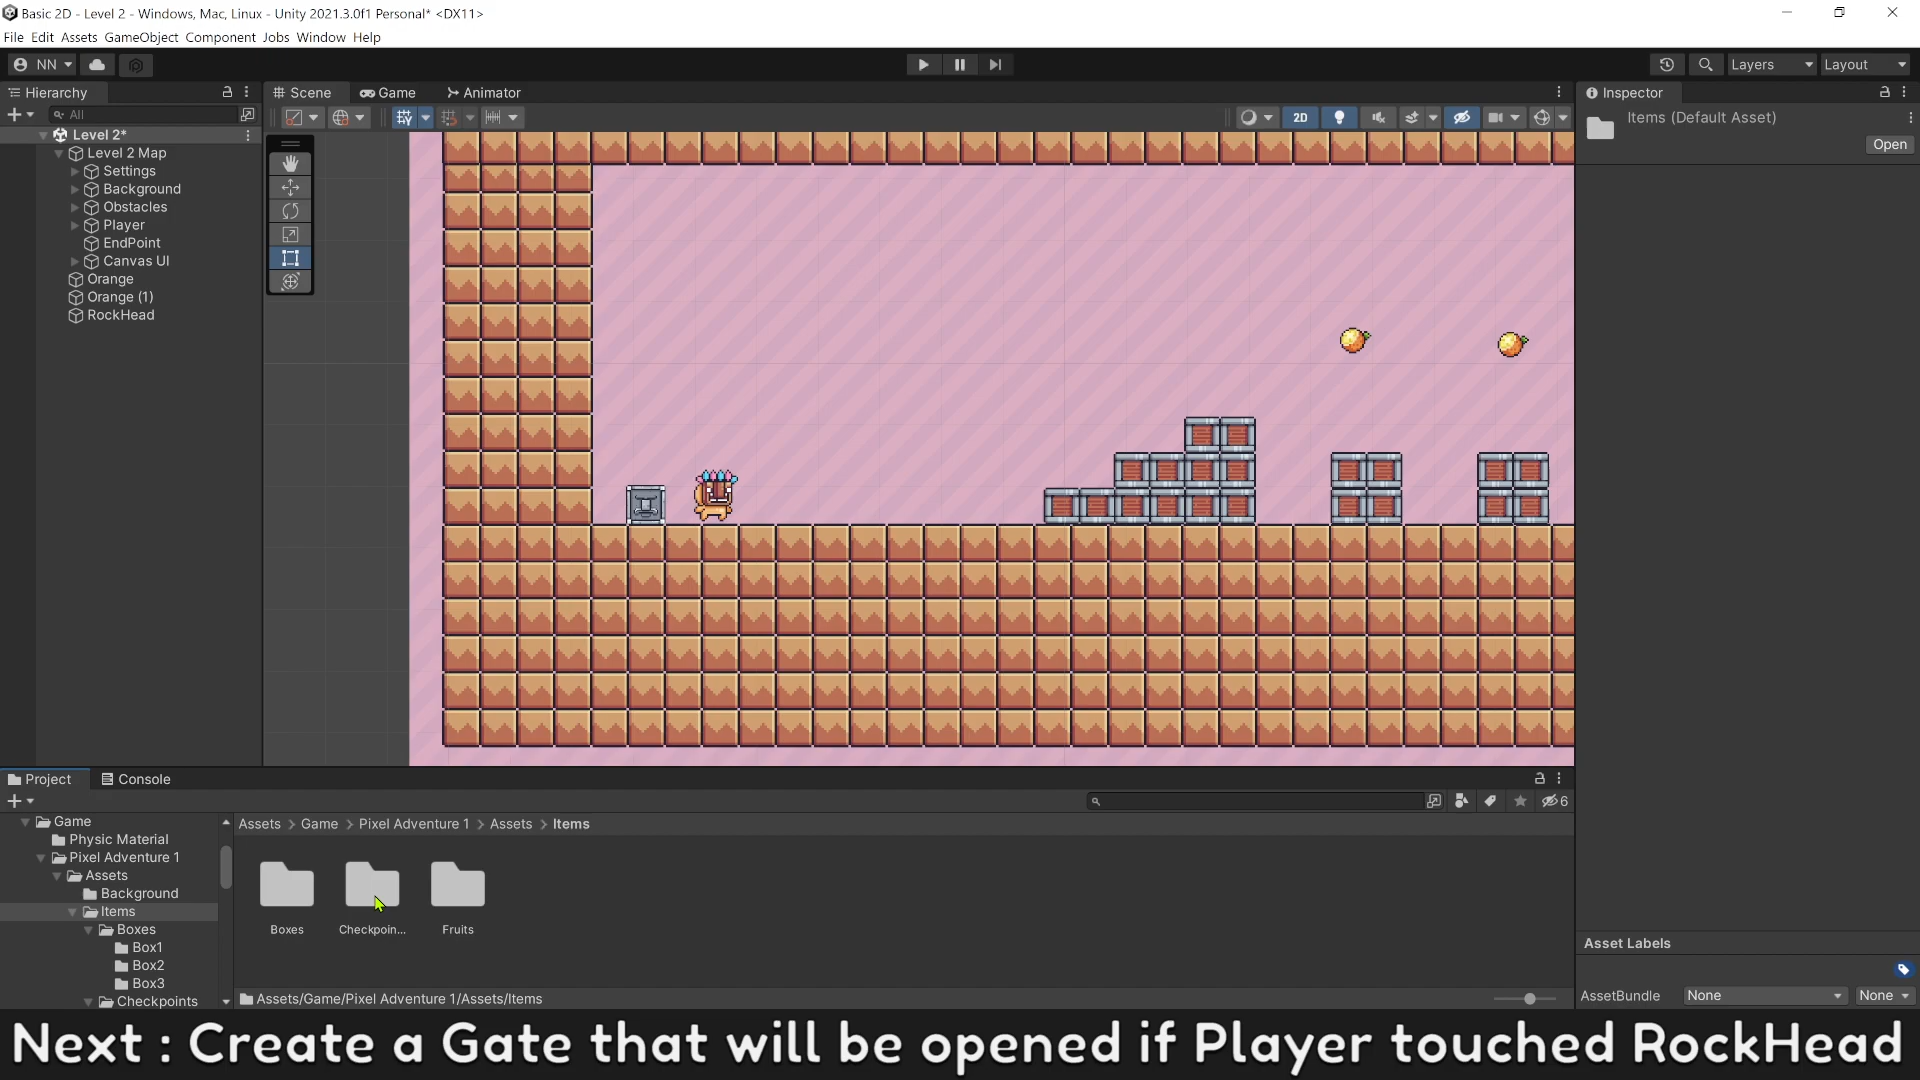 Basic 2D - Level 2 - Windows, Mac, Linux - Unity 2021.3.0f1 Personal* <DX11>
File Edit Assets GameObject Component Jobs Window Help
NN
Layers
Layout
Hierarchy
Scene
Game
Animator
Inspector
All
2D
Items (Default Asset)
Open
Level 2*
Level 2 Map
Settings
Background
Obstacles
Player
EndPoint
Canvas UI
Orange
Orange (1)
RockHead
Project
Console
6
Game
Physic Material
Pixel Adventure 1
Assets
Background
Items
Boxes
Box1
Box2
Box3
Checkpoints
Assets > Game > Pixel Adventure 1 > Assets > Items
Boxes
Checkpoin...
Fruits
Assets/Game/Pixel Adventure 1/Assets/Items
Asset Labels
AssetBundle
None
None
Next : Create a Gate that will be opened if Player touched RockHead